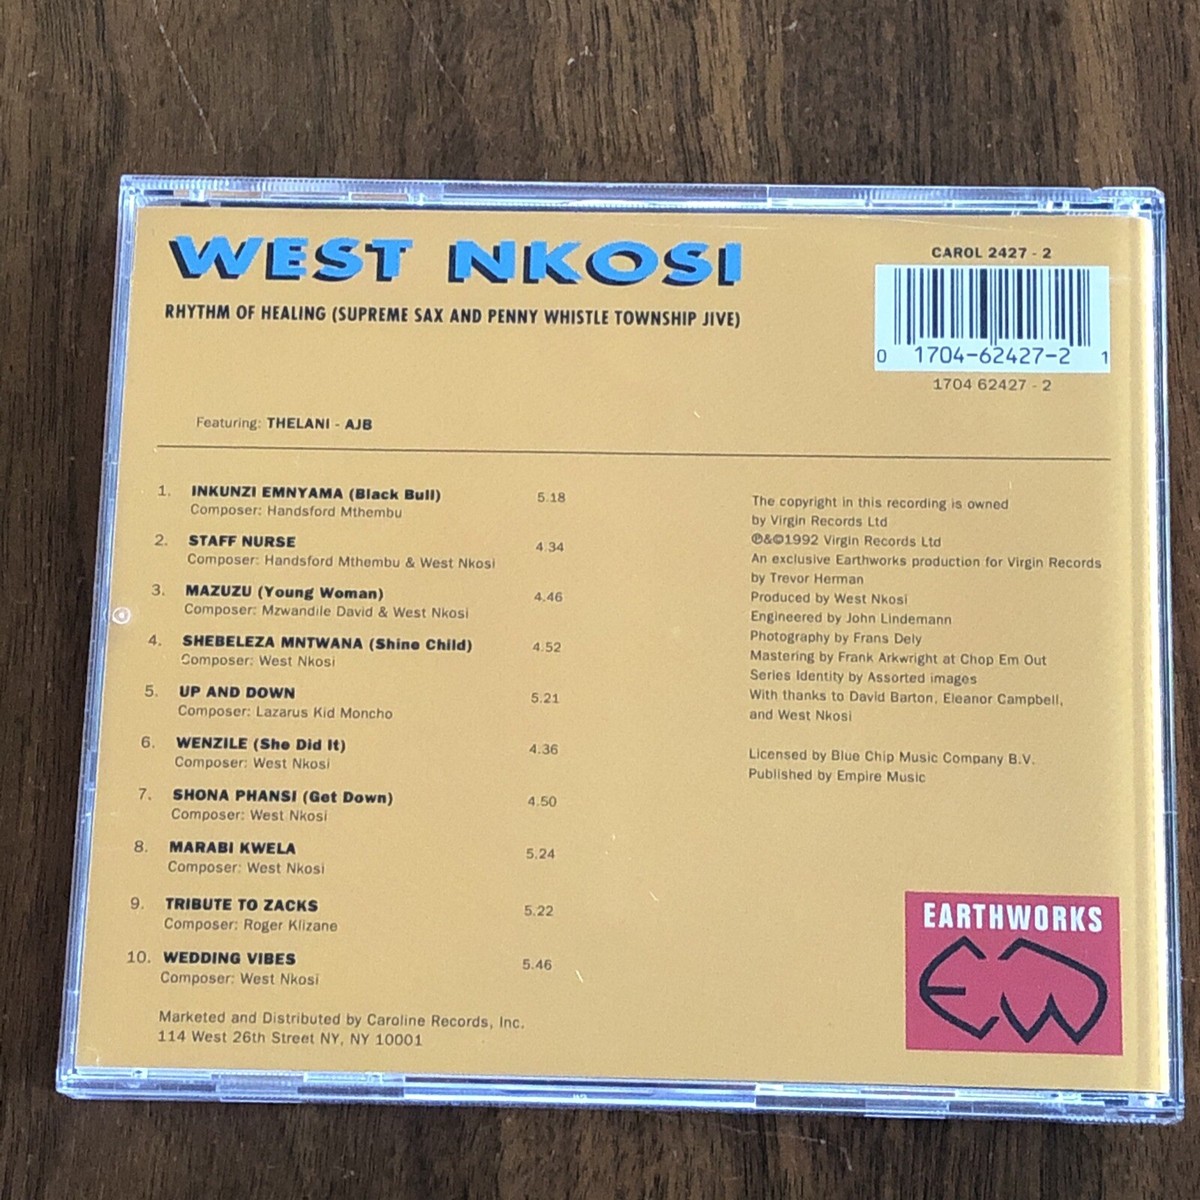 WEST NKOSI
RHYTHM OF HEALING (SUPREME SAX AND PENNY WHISTLE TOWNSHIP JIVE)
CAROL 2427 - 2
0 1704-62427-2 1
1704 62427 - 2
Featuring: THELANI - AJB
1. INKUNZI EMNYAMA (Black Bull) 5.18
Composer: Handsford Mthembu
2. STAFF NURSE 4.34
Composer: Handsford Mthembu & West Nkosi
3. MAZUZU (Young Woman) 4.46
Composer: Mzwandile David & West Nkosi
4. SHEBELEZA MNTWANA (Shine Child) 4.52
Composer: West Nkosi
5. UP AND DOWN 5.21
Composer: Lazarus Kid Moncho
6. WENZILE (She Did It) 4.36
Composer: West Nkosi
7. SHONA PHANSI (Get Down) 4.50
Composer: West Nkosi
8. MARABI KWELA 5.24
Composer: West Nkosi
9. TRIBUTE TO ZACKS 5.22
Composer: Roger Klizane
10. WEDDING VIBES 5.46
Composer: West Nkosi
Marketed and Distributed by Caroline Records, Inc.
114 West 26th Street NY, NY 10001
The copyright in this recording is owned
by Virgin Records Ltd
℗&©1992 Virgin Records Ltd
An exclusive Earthworks production for Virgin Records
by Trevor Herman
Produced by West Nkosi
Engineered by John Lindemann
Photography by Frans Dely
Mastering by Frank Arkwright at Chop Em Out
Series Identity by Assorted images
With thanks to David Barton, Eleanor Campbell,
and West Nkosi
Licensed by Blue Chip Music Company B.V.
Published by Empire Music
EARTHWORKS
EW